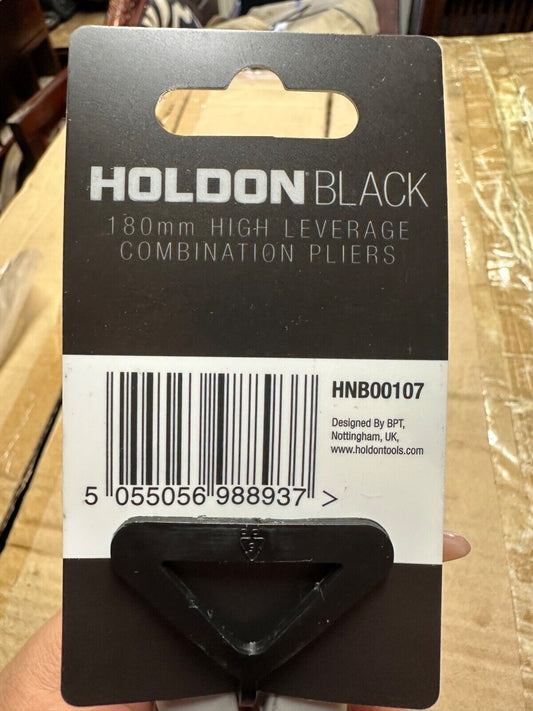 HOLDON BLACK
180mm HIGH LEVERAGE
COMBINATION PLIERS
HNB00107
Designed By BPT,
Nottingham, UK,
www.holdontools.com
5 055056 988937 >